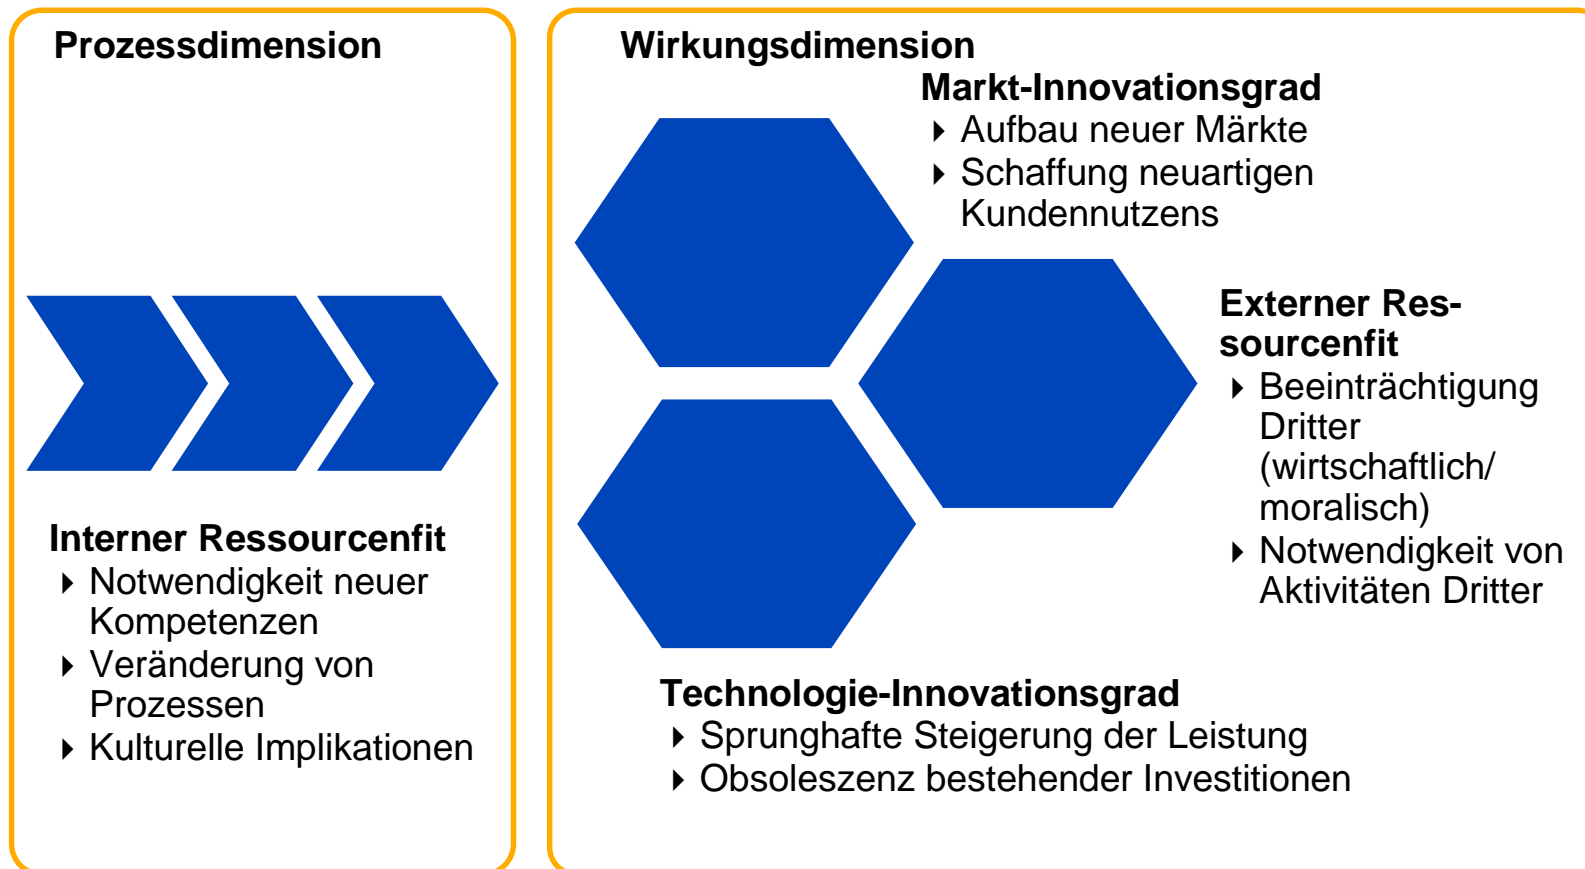 Prozessdimension
Interner Ressourcenfit
Notwendigkeit neuer
Kompetenzen
Veränderung von
Prozessen
Kulturelle Implikationen
Wirkungsdimension
Markt-Innovationsgrad
Aufbau neuer Märkte
Schaffung neuartigen
Kundennutzens
Externer Res-
sourcenfit
Beeinträchtigung
Dritter
(wirtschaftlich/
moralisch)
Notwendigkeit von
Aktivitäten Dritter
Technologie-Innovationsgrad
Sprunghafte Steigerung der Leistung
Obsoleszenz bestehender Investitionen